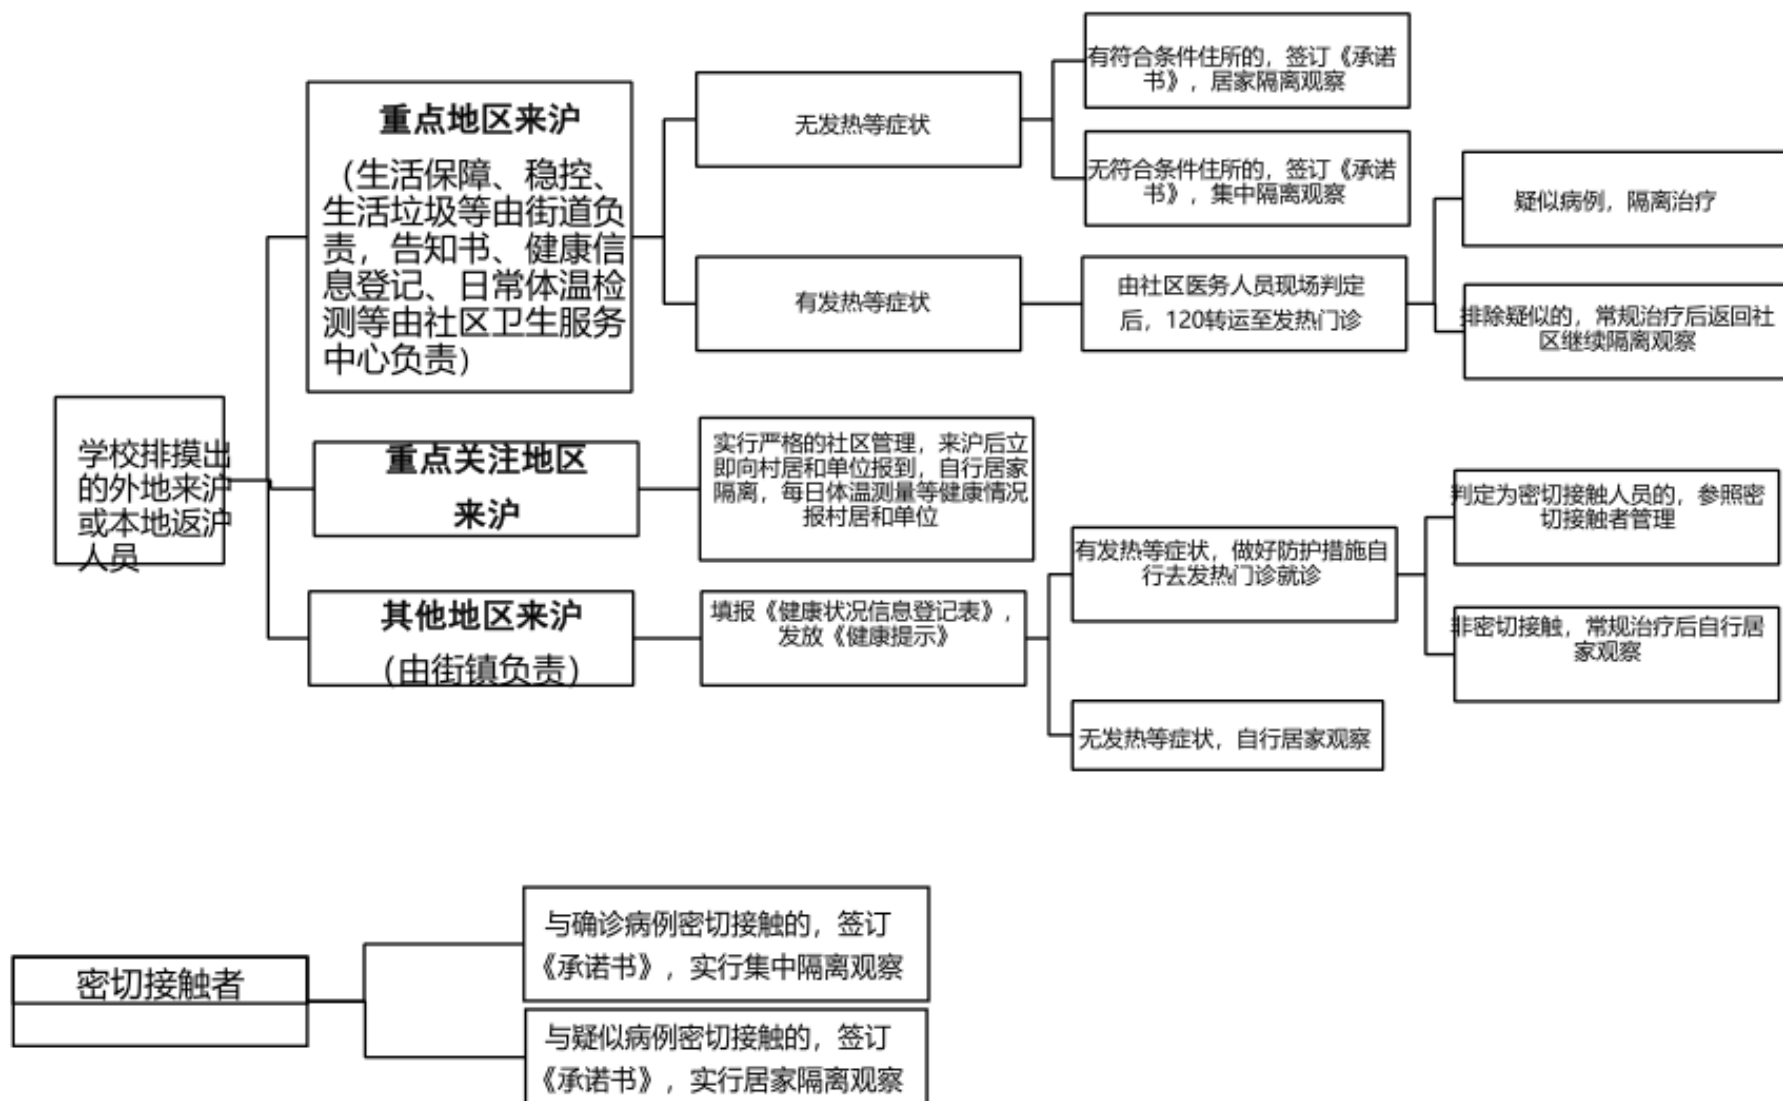 学校排摸出
的外地来沪
或本地返沪
人员
重点地区来沪
（生活保障、稳控、
生活垃圾等由街道负
责，告知书、健康信
息登记、日常体温检
测等由社区卫生服务
中心负责）
无发热等症状
有符合条件住所的，签订《承诺
书》，居家隔离观察
无符合条件住所的，签订《承诺
书》，集中隔离观察
有发热等症状
由社区医务人员现场判定
后，120转运至发热门诊
疑似病例，隔离治疗
排除疑似的，常规治疗后返回社
区继续隔离观察
重点关注地区
来沪
实行严格的社区管理，来沪后立
即向村居和单位报到，自行居家
隔离，每日体温测量等健康情况
报村居和单位
其他地区来沪
（由街镇负责）
填报《健康状况信息登记表》，
发放《健康提示》
有发热等症状，做好防护措施自
行去发热门诊就诊
判定为密切接触人员的，参照密
切接触者管理
非密切接触，常规治疗后自行居
家观察
无发热等症状，自行居家观察
密切接触者
与确诊病例密切接触的，签订
《承诺书》，实行集中隔离观察
与疑似病例密切接触的，签订
《承诺书》，实行居家隔离观察